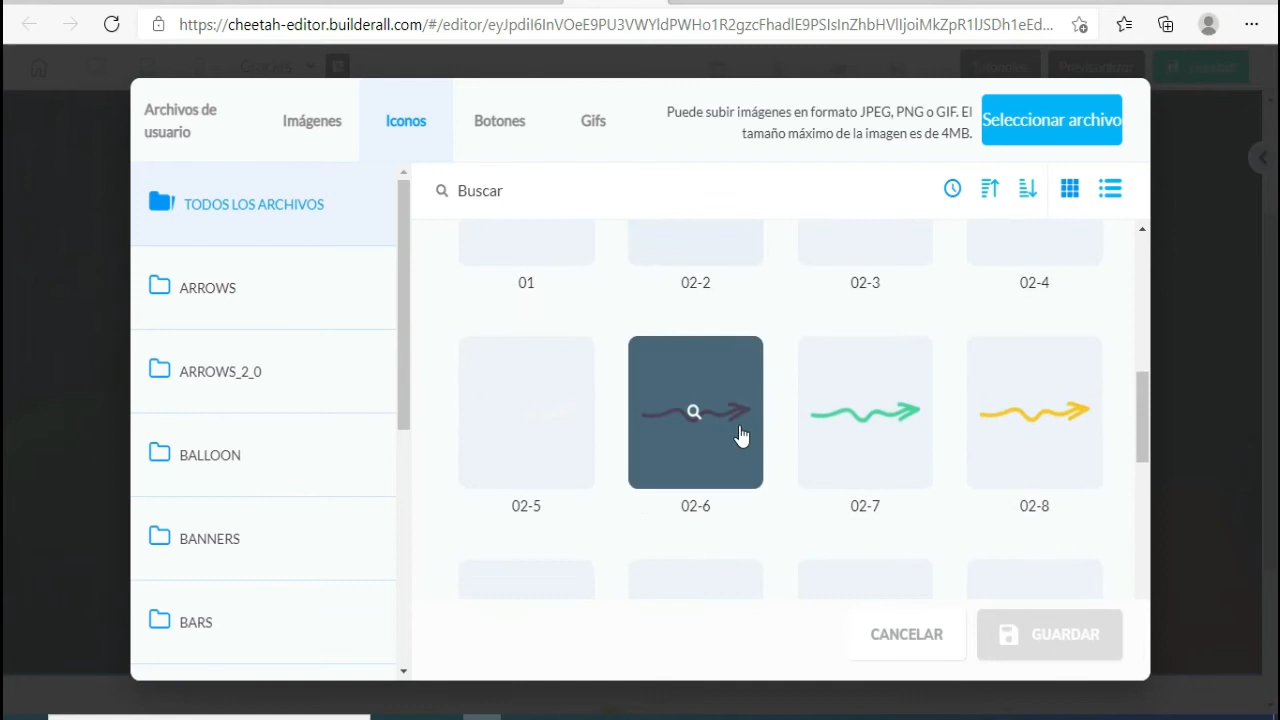 https://cheetah-editor.builderall.com/#/editor/eyJpdiI6InVOeE9PU3VWYldPWHo1R2gzcFhadlE9PSIsInZhbHVlIjoiMkZpR1lJSDh1eEd...
Tutoriales
Previsualizar
Archivos de
usuario
Imágenes
Iconos
Botones
Gifs
Puede subir imágenes en formato JPEG, PNG o GIF. El
tamaño máximo de la imagen es de 4MB.
Seleccionar archivo
TODOS LOS ARCHIVOS
ARROWS
ARROWS_2_0
BALLOON
BANNERS
BARS
Buscar
01
02-2
02-3
02-4
02-5
02-6
02-7
02-8
CANCELAR
GUARDAR